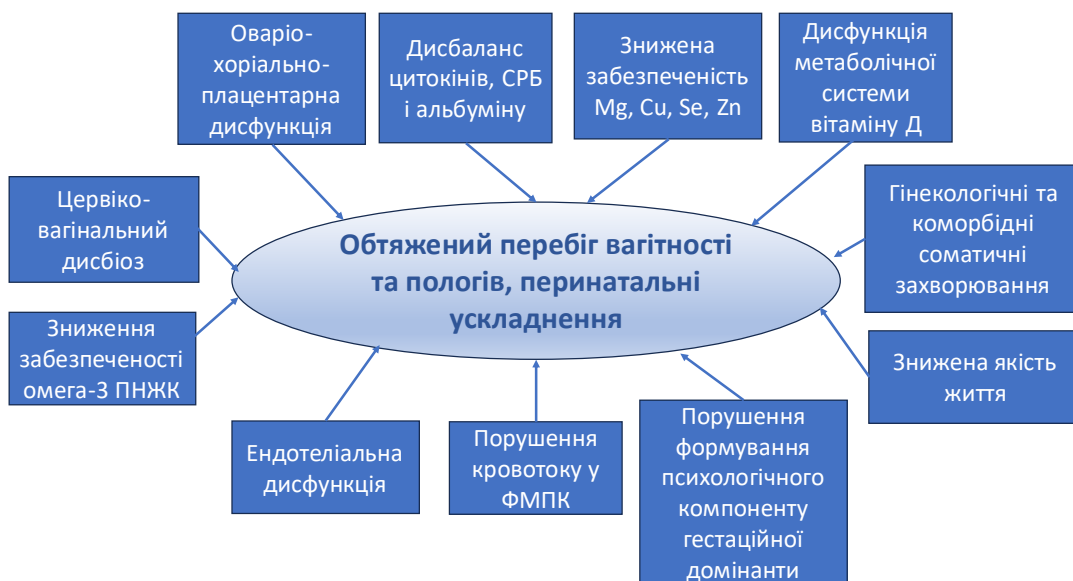 Оваріо-
хоріально-
плацентарна
дисфункція
Дисбаланс
цитокінів, СРБ
і альбуміну
Знижена
забезпеченість
Mg, Cu, Se, Zn
Дисфункція
метаболічної
системи
вітаміну Д
Цервіко-
вагінальний
дисбіоз
Гінекологічні та
коморбідні
соматичні
захворювання
Обтяжений перебіг вагітності
та пологів, перинатальні
ускладнення
Зниження
забезпеченості
омега-3 ПНЖК
Знижена якість
життя
Ендотеліальна
дисфункція
Порушення
кровотоку у
ФМПК
Порушення
формування
психологічного
компоненту
гестаційної
домінанти